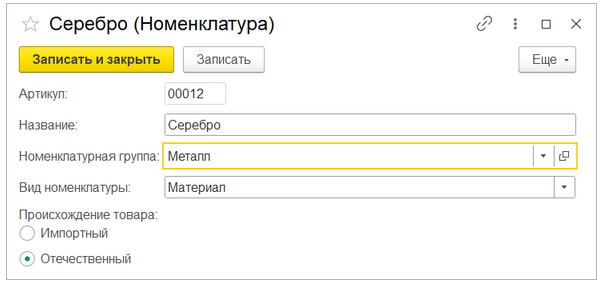 Серебро (Номенклатура)
Записать и закрыть Записать Еще
Артикул: 00012
Название: Серебро
Номенклатурная группа: Металл
Вид номенклатуры: Материал
Происхождение товара:
Импортный
Отечественный